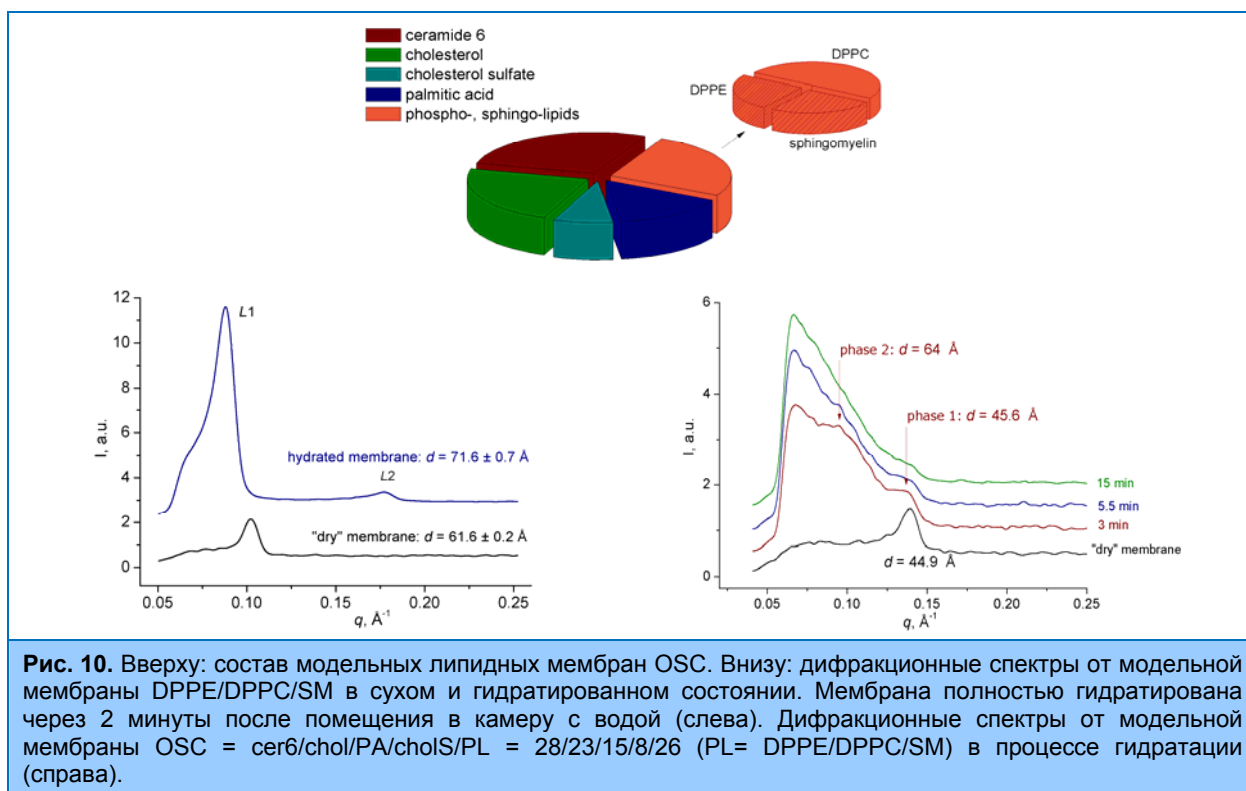 ceramide 6
cholesterol
cholesterol sulfate
palmitic acid
phospho-, sphingo-lipids
DPPC
DPPE
sphingomyelin
12
10
8
6
4
2
0
I, a.u.
L1
hydrated membrane: d = 71.6 ± 0.7 Å
L2
"dry" membrane: d = 61.6 ± 0.2 Å
0.05 0.10 0.15 0.20 0.25
q, Å⁻¹
6
4
2
0
I, a.u.
phase 2: d = 64 Å
phase 1: d = 45.6 Å
15 min
5.5 min
3 min
"dry" membrane
d = 44.9 Å
0.05 0.10 0.15 0.20 0.25
q, Å⁻¹
Рис. 10. Вверху: состав модельных липидных мембран OSC. Внизу: дифракционные спектры от модельной
мембраны DPPE/DPPC/SM в сухом и гидратированном состоянии. Мембрана полностью гидратирована
через 2 минуты после помещения в камеру с водой (слева). Дифракционные спектры от модельной
мембраны OSC = cer6/chol/PA/cholS/PL = 28/23/15/8/26 (PL= DPPE/DPPC/SM) в процессе гидратации
(справа).